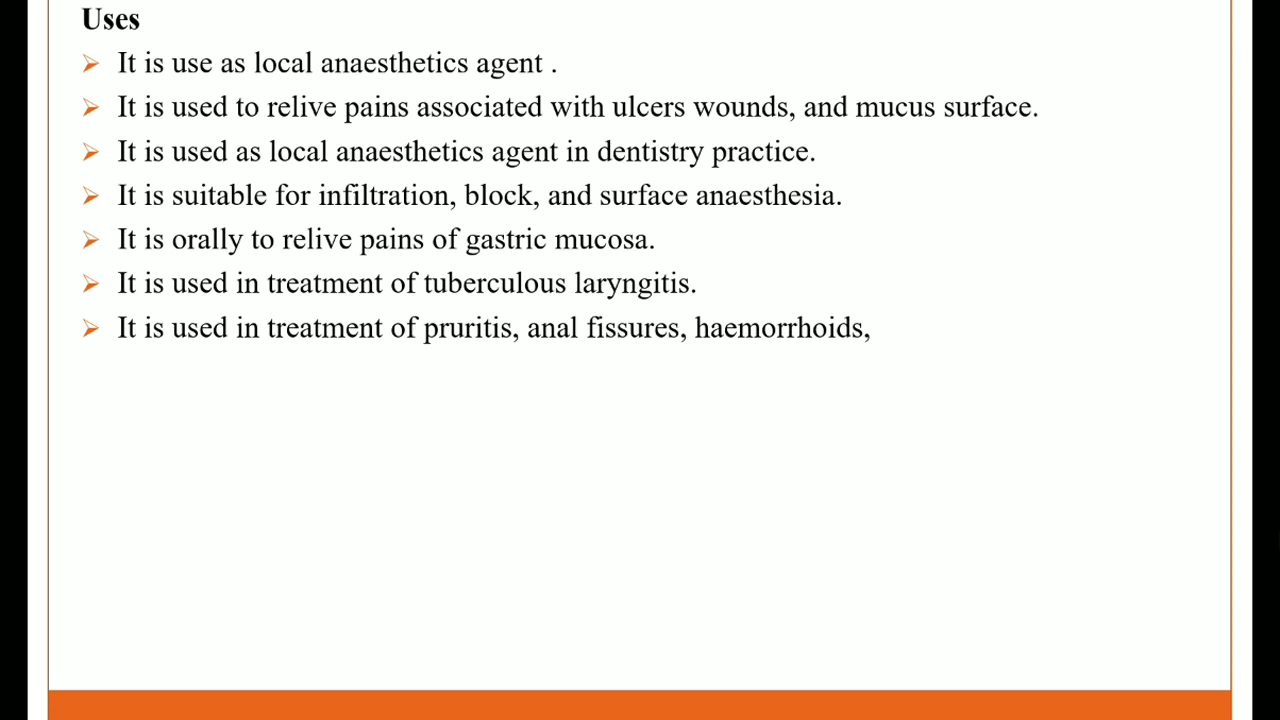 Uses
It is use as local anaesthetics agent .
It is used to relive pains associated with ulcers wounds, and mucus surface.
It is used as local anaesthetics agent in dentistry practice.
It is suitable for infiltration, block, and surface anaesthesia.
It is orally to relive pains of gastric mucosa.
It is used in treatment of tuberculous laryngitis.
It is used in treatment of pruritis, anal fissures, haemorrhoids,